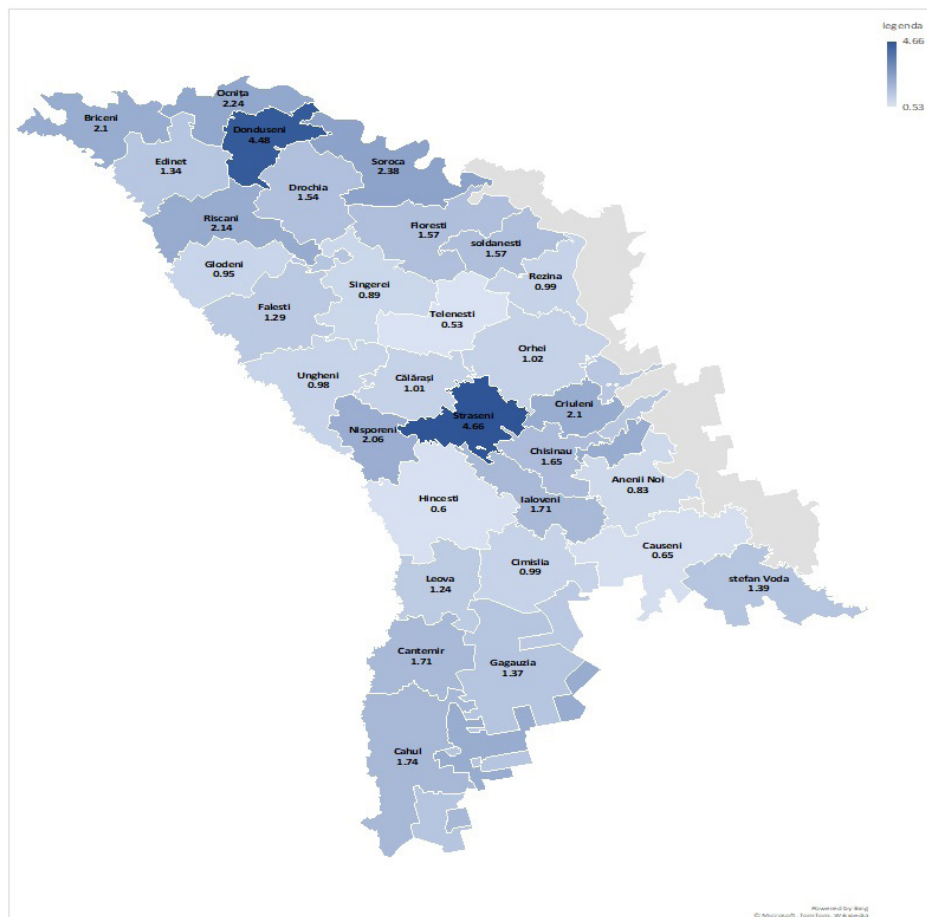 legenda
4.66
0.53
Ocnița
2.24
Briceni
2.1
Donduseni
4.48
Edinet
1.34
Soroca
2.38
Drochia
1.54
Riscani
2.14
Floresti
1.57
soldanesti
1.57
Glodeni
0.95
Singerei
0.89
Rezina
0.99
Falesti
1.29
Telenesti
0.53
Orhei
1.02
Ungheni
0.98
Călărași
1.01
Straseni
4.66
Criuleni
2.1
Nisporeni
2.06
Chisinau
1.65
Anenii Noi
0.83
Hincesti
0.6
Ialoveni
1.71
Causeni
0.65
Cimislia
0.99
Leova
1.24
stefan Voda
1.39
Cantemir
1.71
Gagauzia
1.37
Cahul
1.74
Powered by Bing
© Microsoft, TomTom, Wikipedia